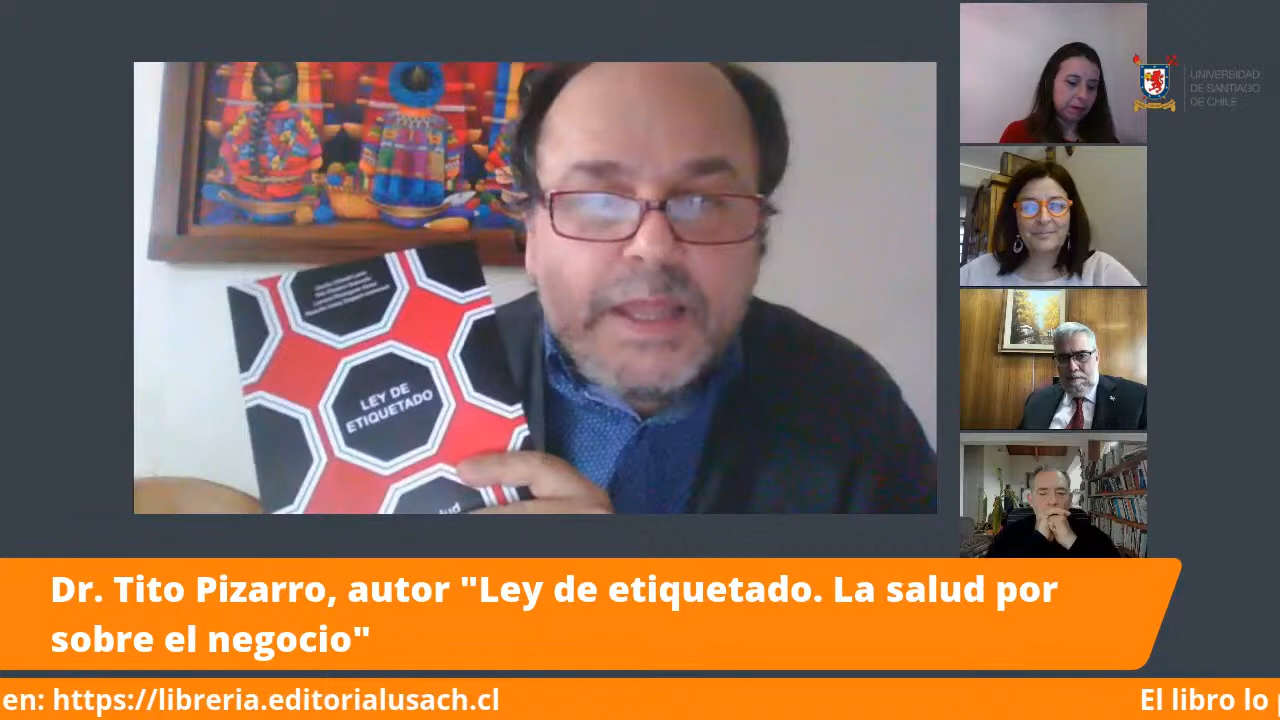 UNIVERSIDAD
DE SANTIAGO
DE CHILE
LEY DE
ETIQUETADO
Dr. Tito Pizarro, autor "Ley de etiquetado. La salud por
sobre el negocio"
en: https://libreria.editorialusach.cl
El libro lo